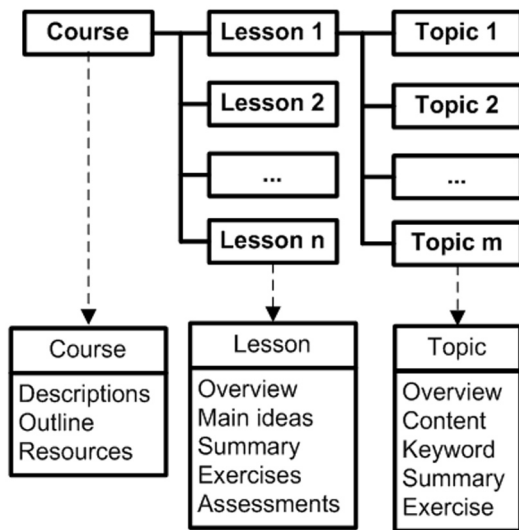 Course
Lesson 1
Topic 1
Lesson 2
Topic 2
...
...
Lesson n
Topic m
Course
Descriptions
Outline
Resources
Lesson
Overview
Main ideas
Summary
Exercises
Assessments
Topic
Overview
Content
Keyword
Summary
Exercise